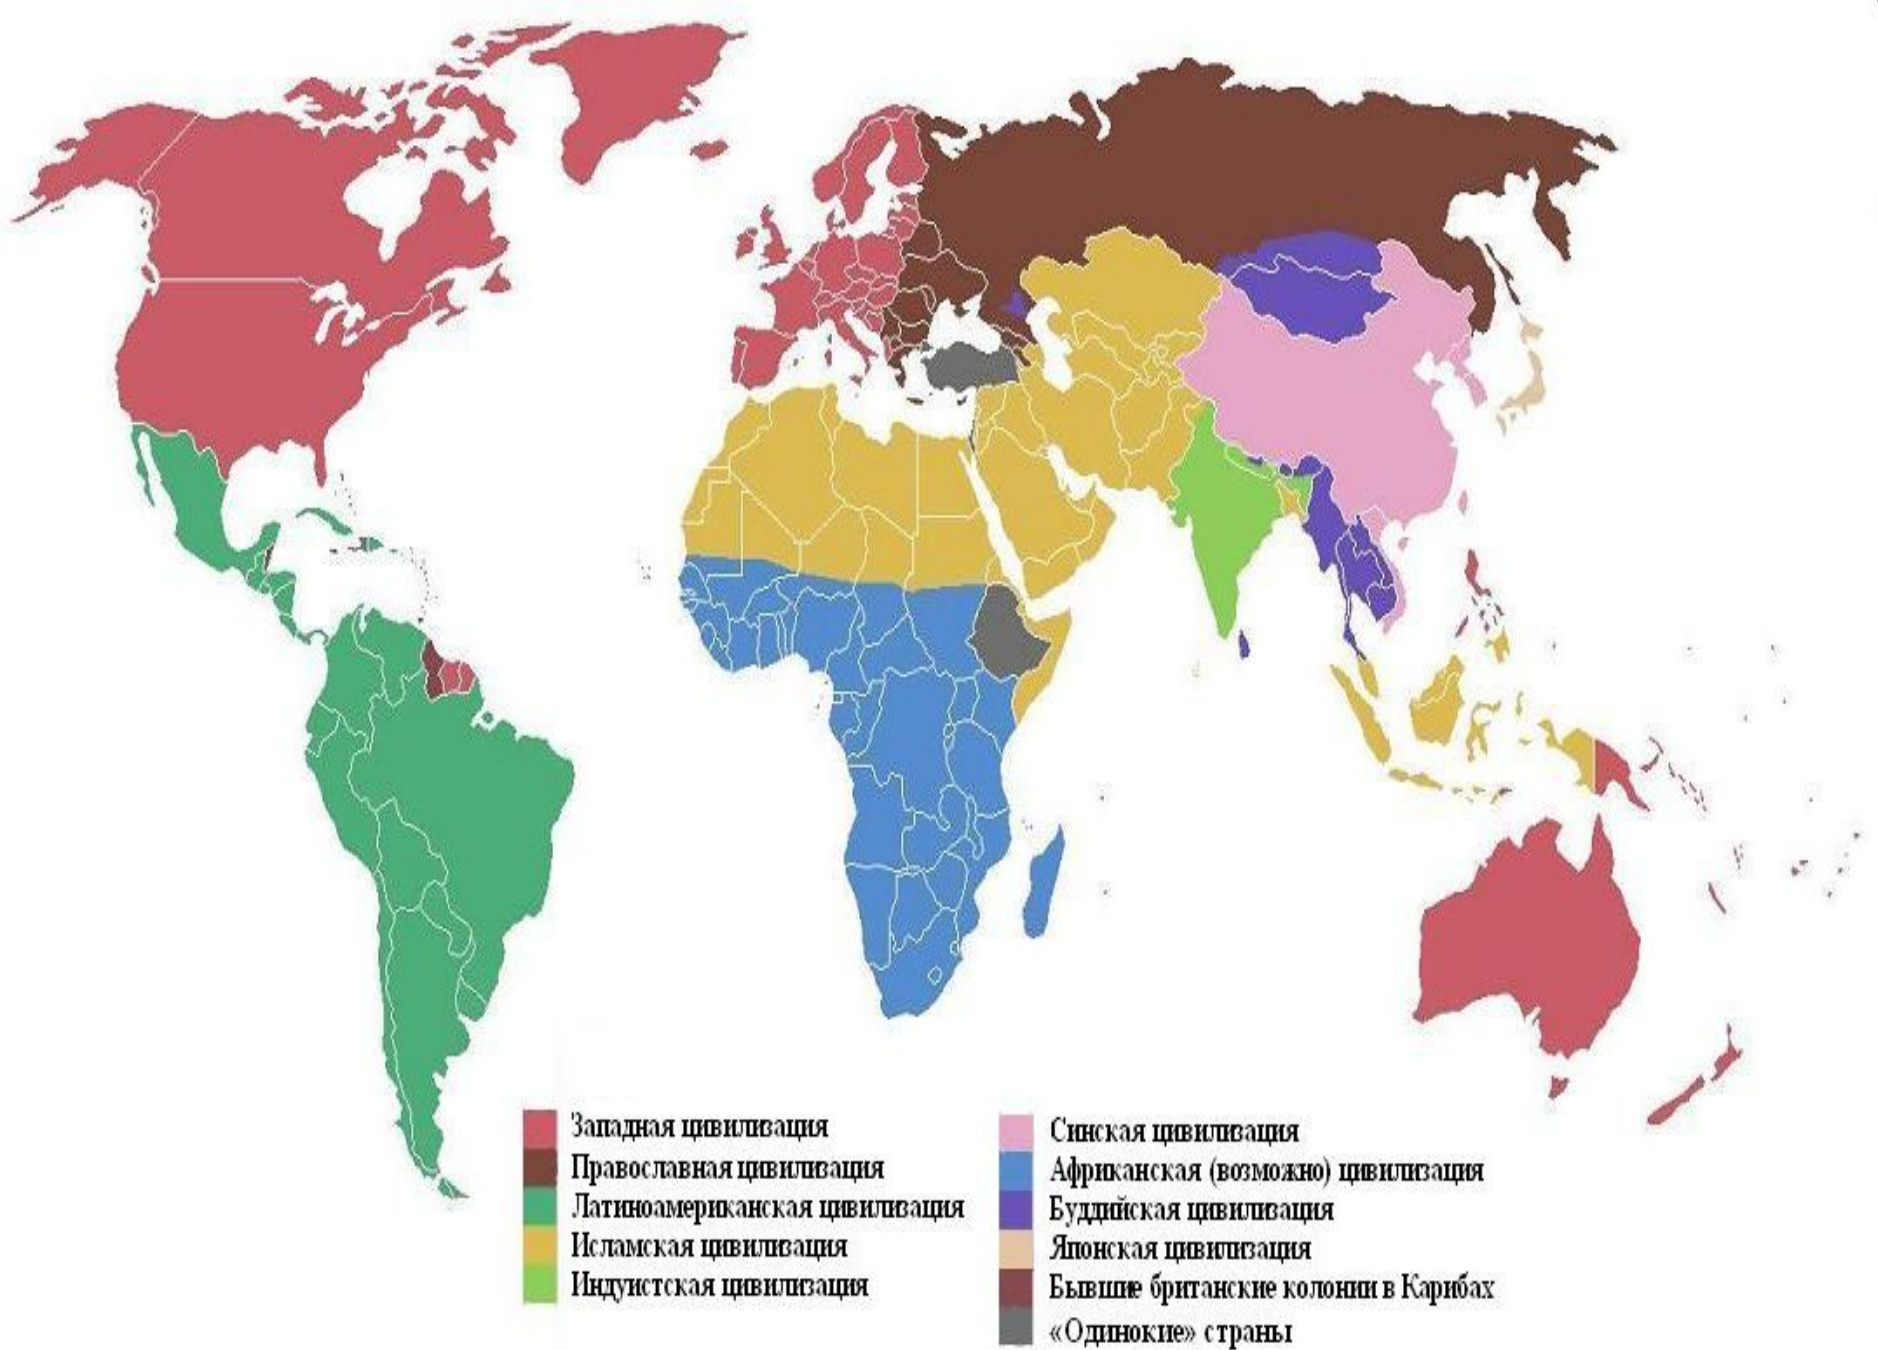 Западная цивилизация
Православная цивилизация
Латиноамериканская цивилизация
Исламская цивилизация
Индуистская цивилизация
Синская цивилизация
Африканская (возможно) цивилизация
Буддийская цивилизация
Японская цивилизация
Бывшие британские колонии в Карибах
«Одинокие» страны